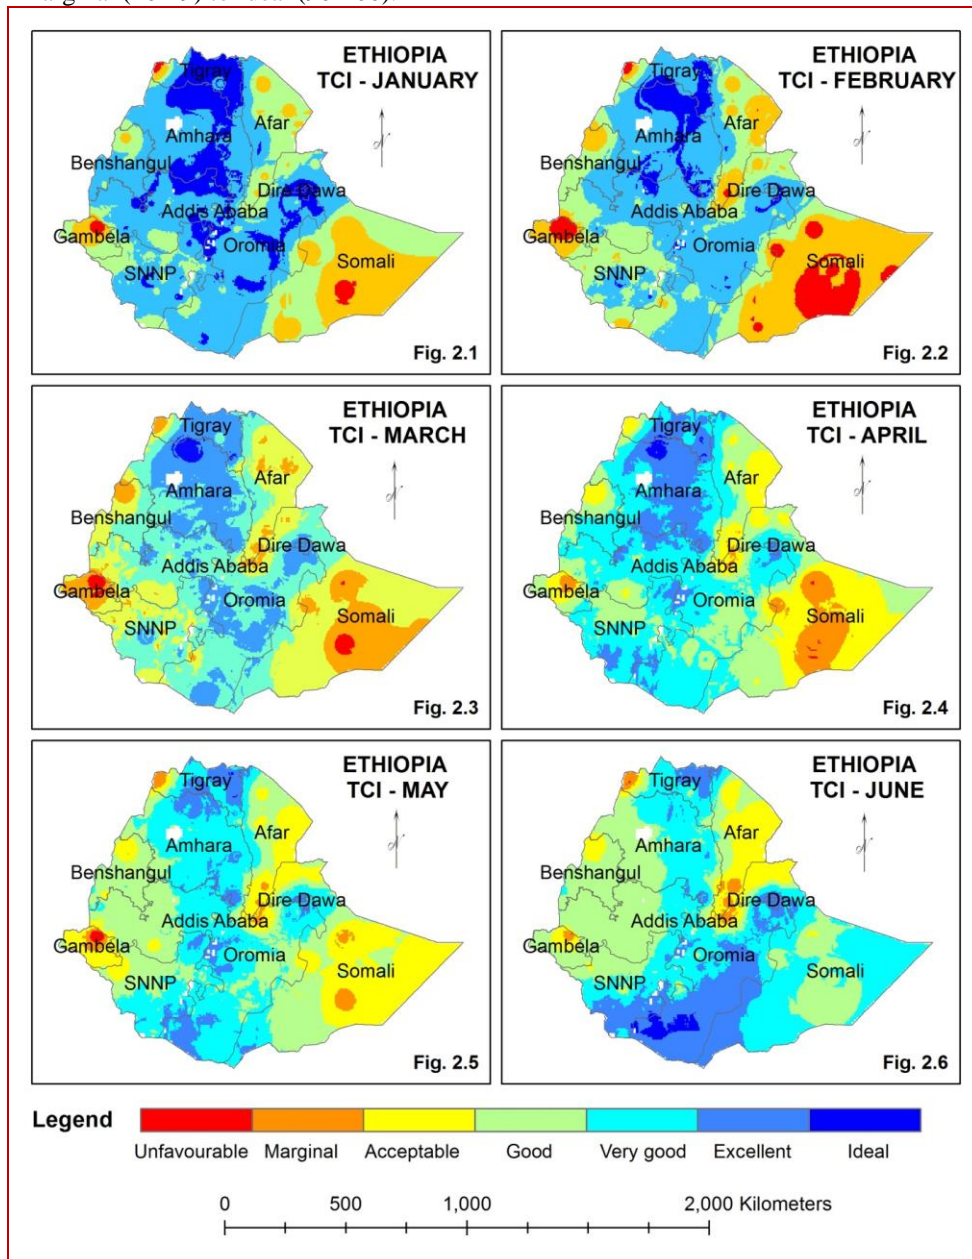 ETHIOPIA
TCI - JANUARY
Tigray
Amhara
Afar
Benshangul
Dire Dawa
Addis Ababa
Gambela
Oromia
SNNP
Somali
Fig. 2.1
ETHIOPIA
TCI - FEBRUARY
Tigray
Amhara
Afar
Benshangul
Dire Dawa
Addis Ababa
Gambela
Oromia
SNNP
Somali
Fig. 2.2
ETHIOPIA
TCI - MARCH
Tigray
Amhara
Afar
Benshangul
Dire Dawa
Addis Ababa
Gambela
Oromia
SNNP
Somali
Fig. 2.3
ETHIOPIA
TCI - APRIL
Tigray
Amhara
Afar
Benshangul
Dire Dawa
Addis Ababa
Gambela
Oromia
SNNP
Somali
Fig. 2.4
ETHIOPIA
TCI - MAY
Tigray
Amhara
Afar
Benshangul
Dire Dawa
Addis Ababa
Gambela
Oromia
SNNP
Somali
Fig. 2.5
ETHIOPIA
TCI - JUNE
Tigray
Amhara
Afar
Benshangul
Dire Dawa
Addis Ababa
Gambela
Oromia
SNNP
Somali
Fig. 2.6
Legend
Unfavourable Marginal Acceptable Good Very good Excellent Ideal
0 500 1,000 2,000 Kilometers